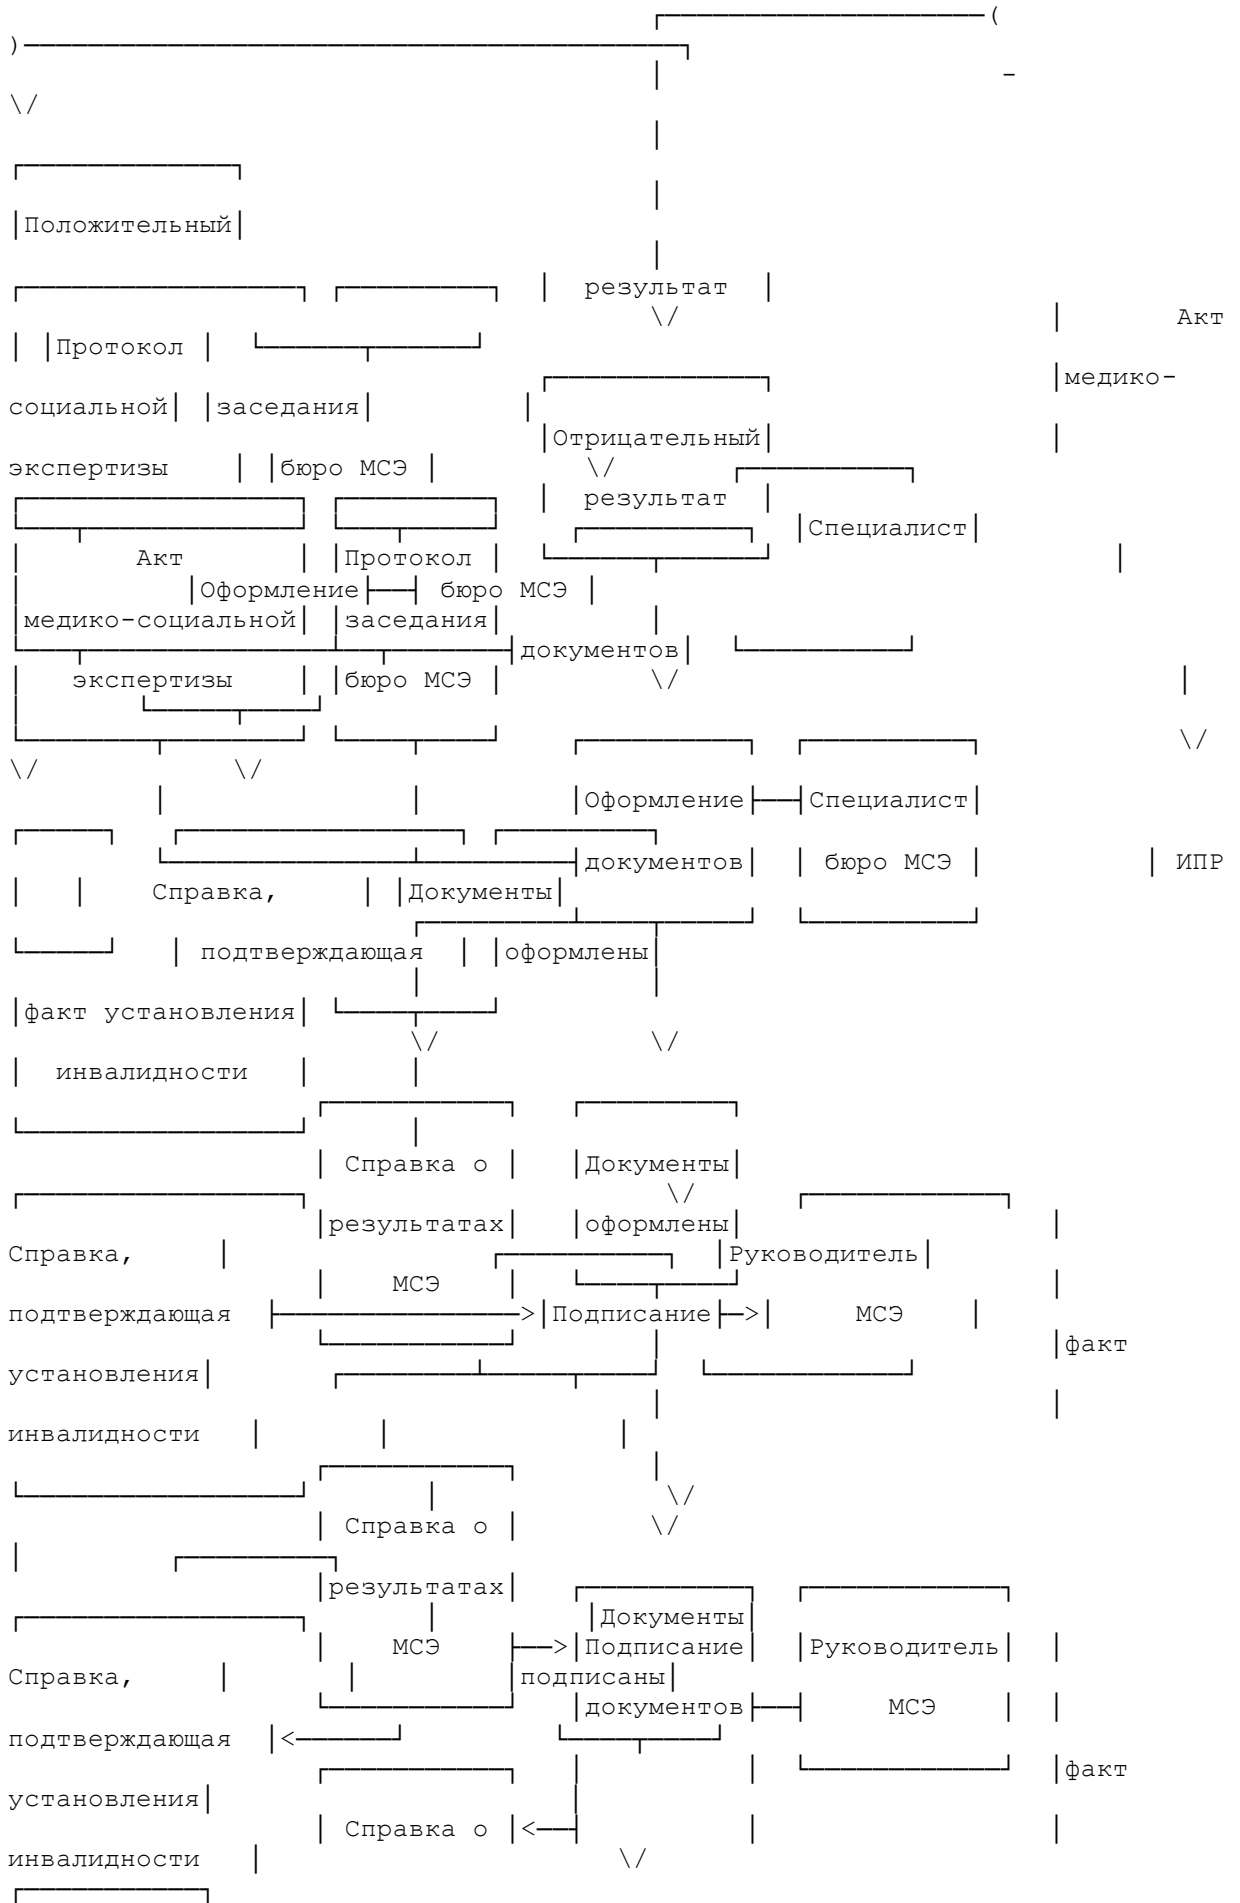 (
)
-
\/
Положительный
результат
\/ Акт
Протокол
медико-
социальной заседания
Отрицательный
экспертизы бюро МСЭ \/
результат
Специалист
Акт Протокол
Оформление бюро МСЭ
медико-социальной заседания
документов
экспертизы бюро МСЭ \/
\/
\/ \/
Оформление Специалист
документов бюро МСЭ ИПР
Справка, Документы
подтверждающая оформлены
факт установления
\/ \/
инвалидности
Справка о Документы
\/
результатах оформлены
Справка, Руководитель
МСЭ
подтверждающая > Подписание > МСЭ
факт
установления
инвалидности
\/
Справка о \/
результатах
Документы
МСЭ > Подписание Руководитель
Справка, подписаны
документов МСЭ
подтверждающая <
факт
установления
Справка о <
инвалидности \/